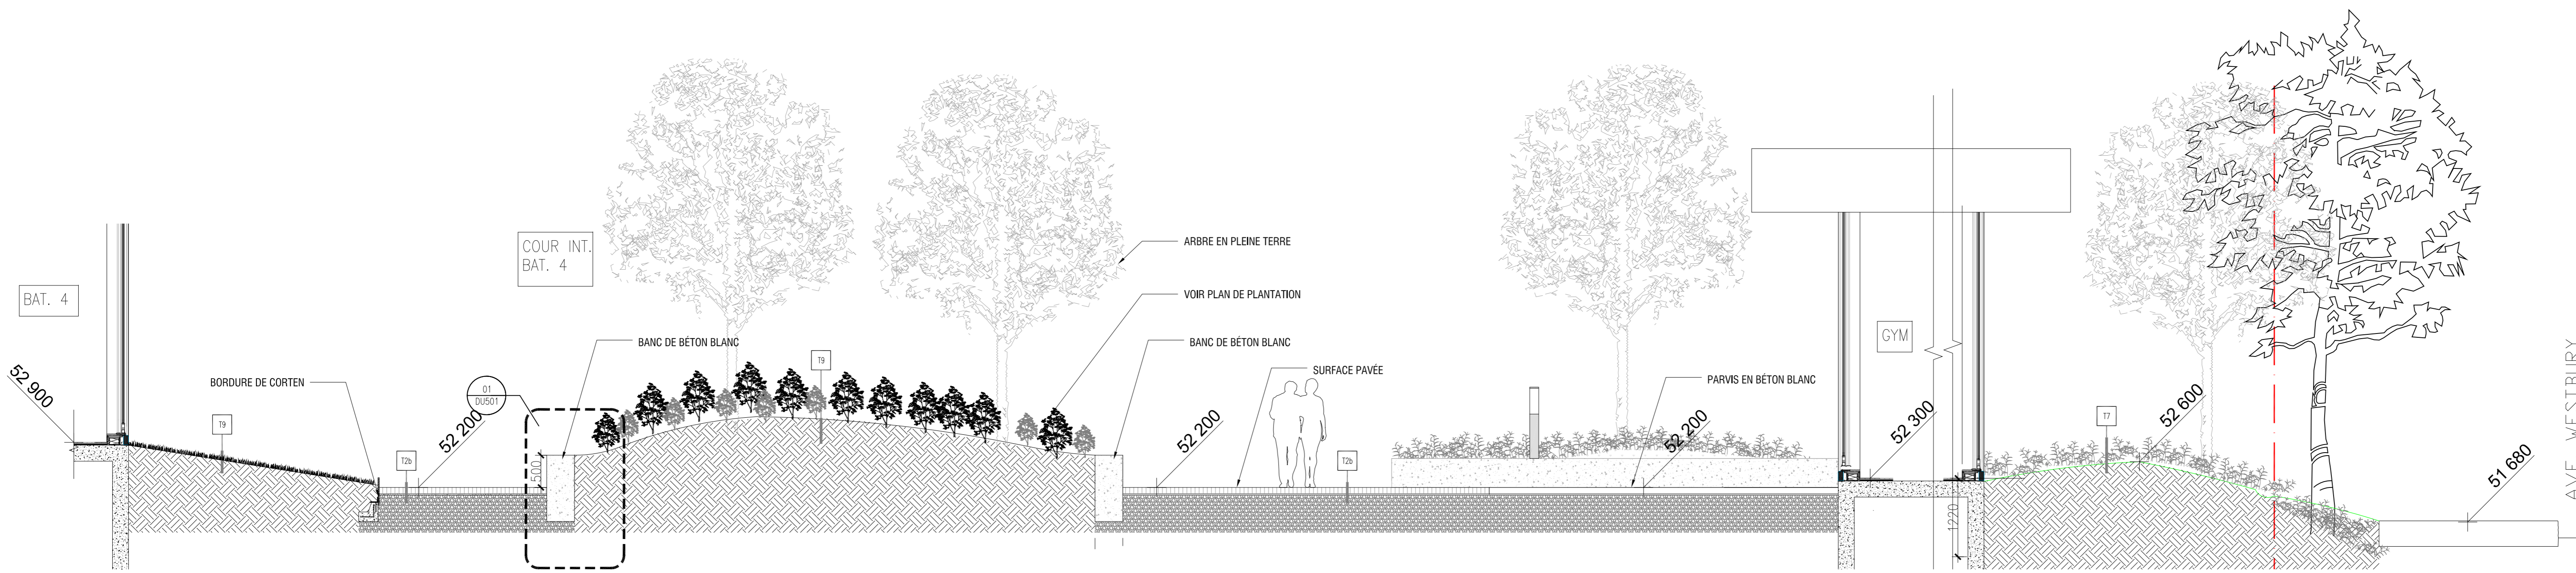 BAT. 4
52 900
T9
BORDURE DE CORTEN
T2b
52 200
01
DU501
COUR INT.
BAT. 4
500
BANC DE BÉTON BLANC
T9
ARBRE EN PLEINE TERRE
VOIR PLAN DE PLANTATION
BANC DE BÉTON BLANC
52 200
SURFACE PAVÉE
T2b
PARVIS EN BÉTON BLANC
52 200
GYM
52 300
1220
T7
52 600
51 680
AVE. WESTBURY